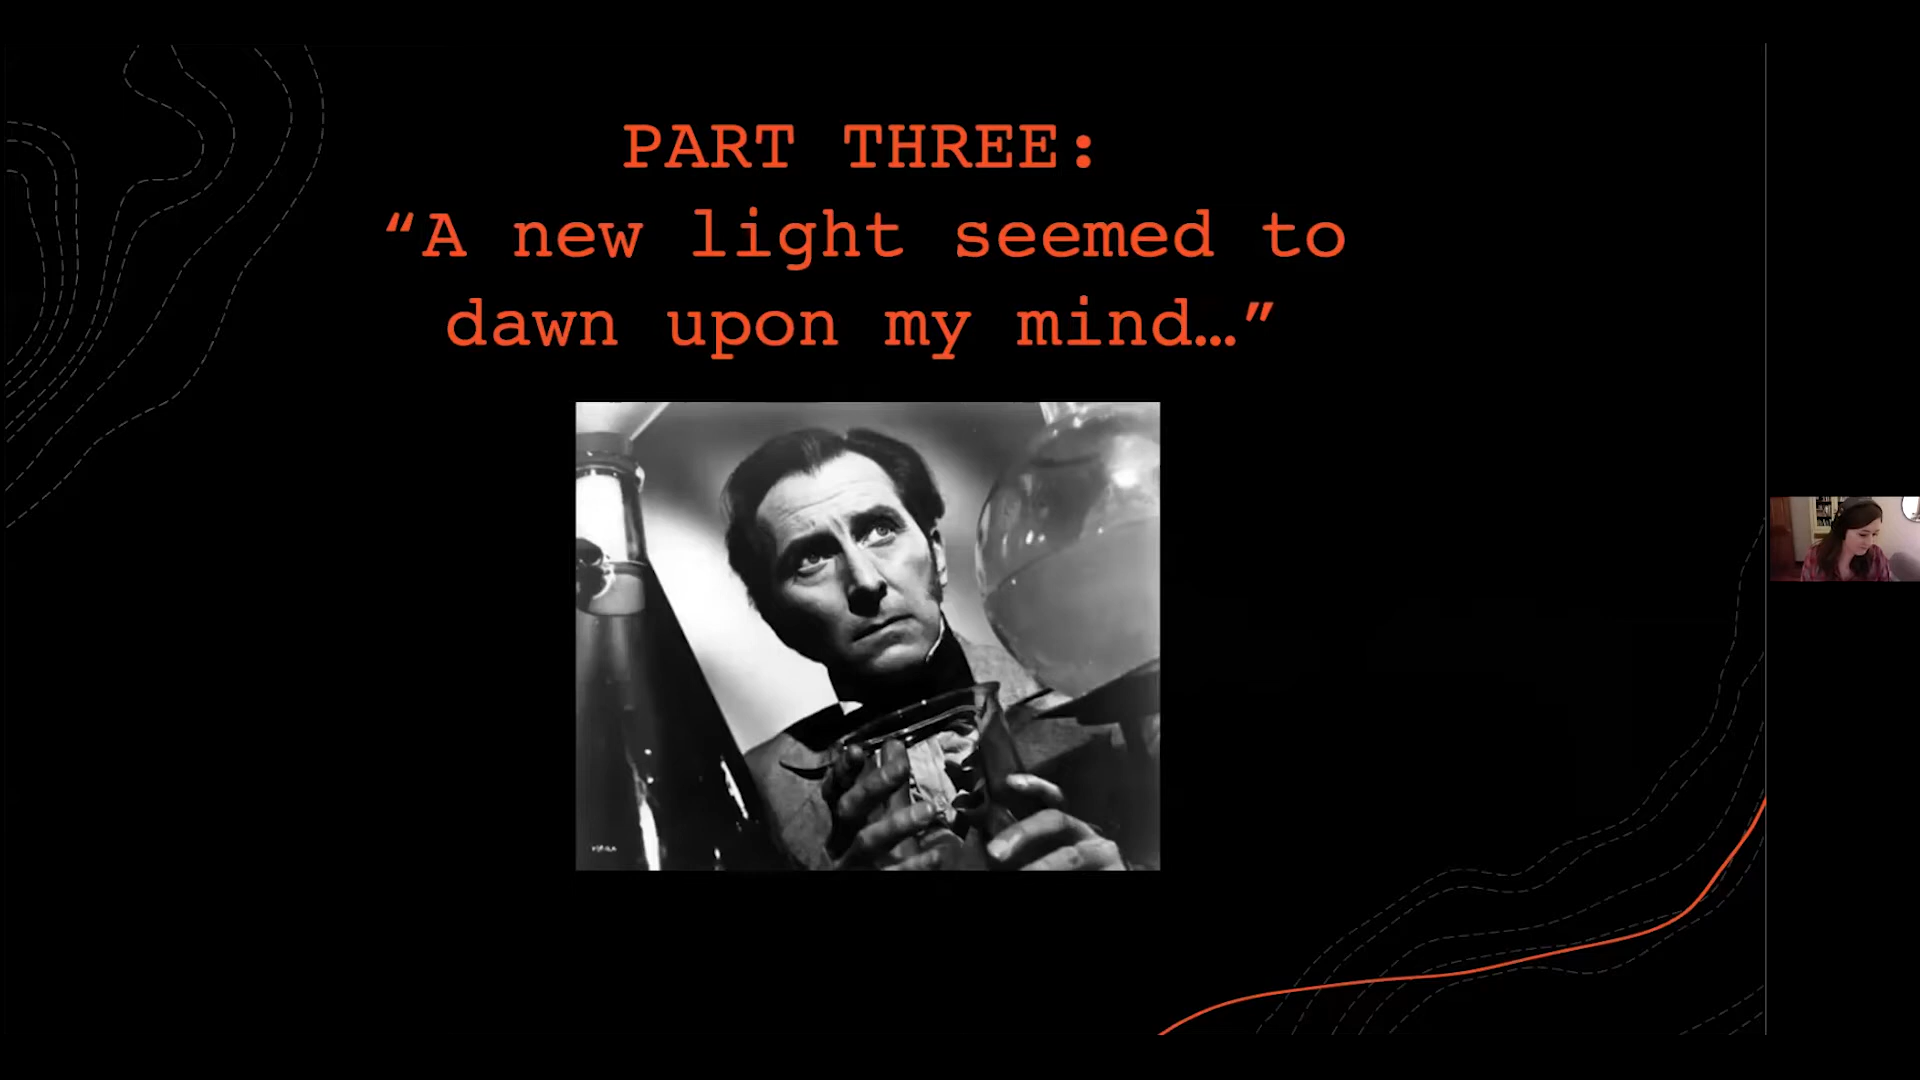 PART THREE:
“A new light seemed to
dawn upon my mind…”